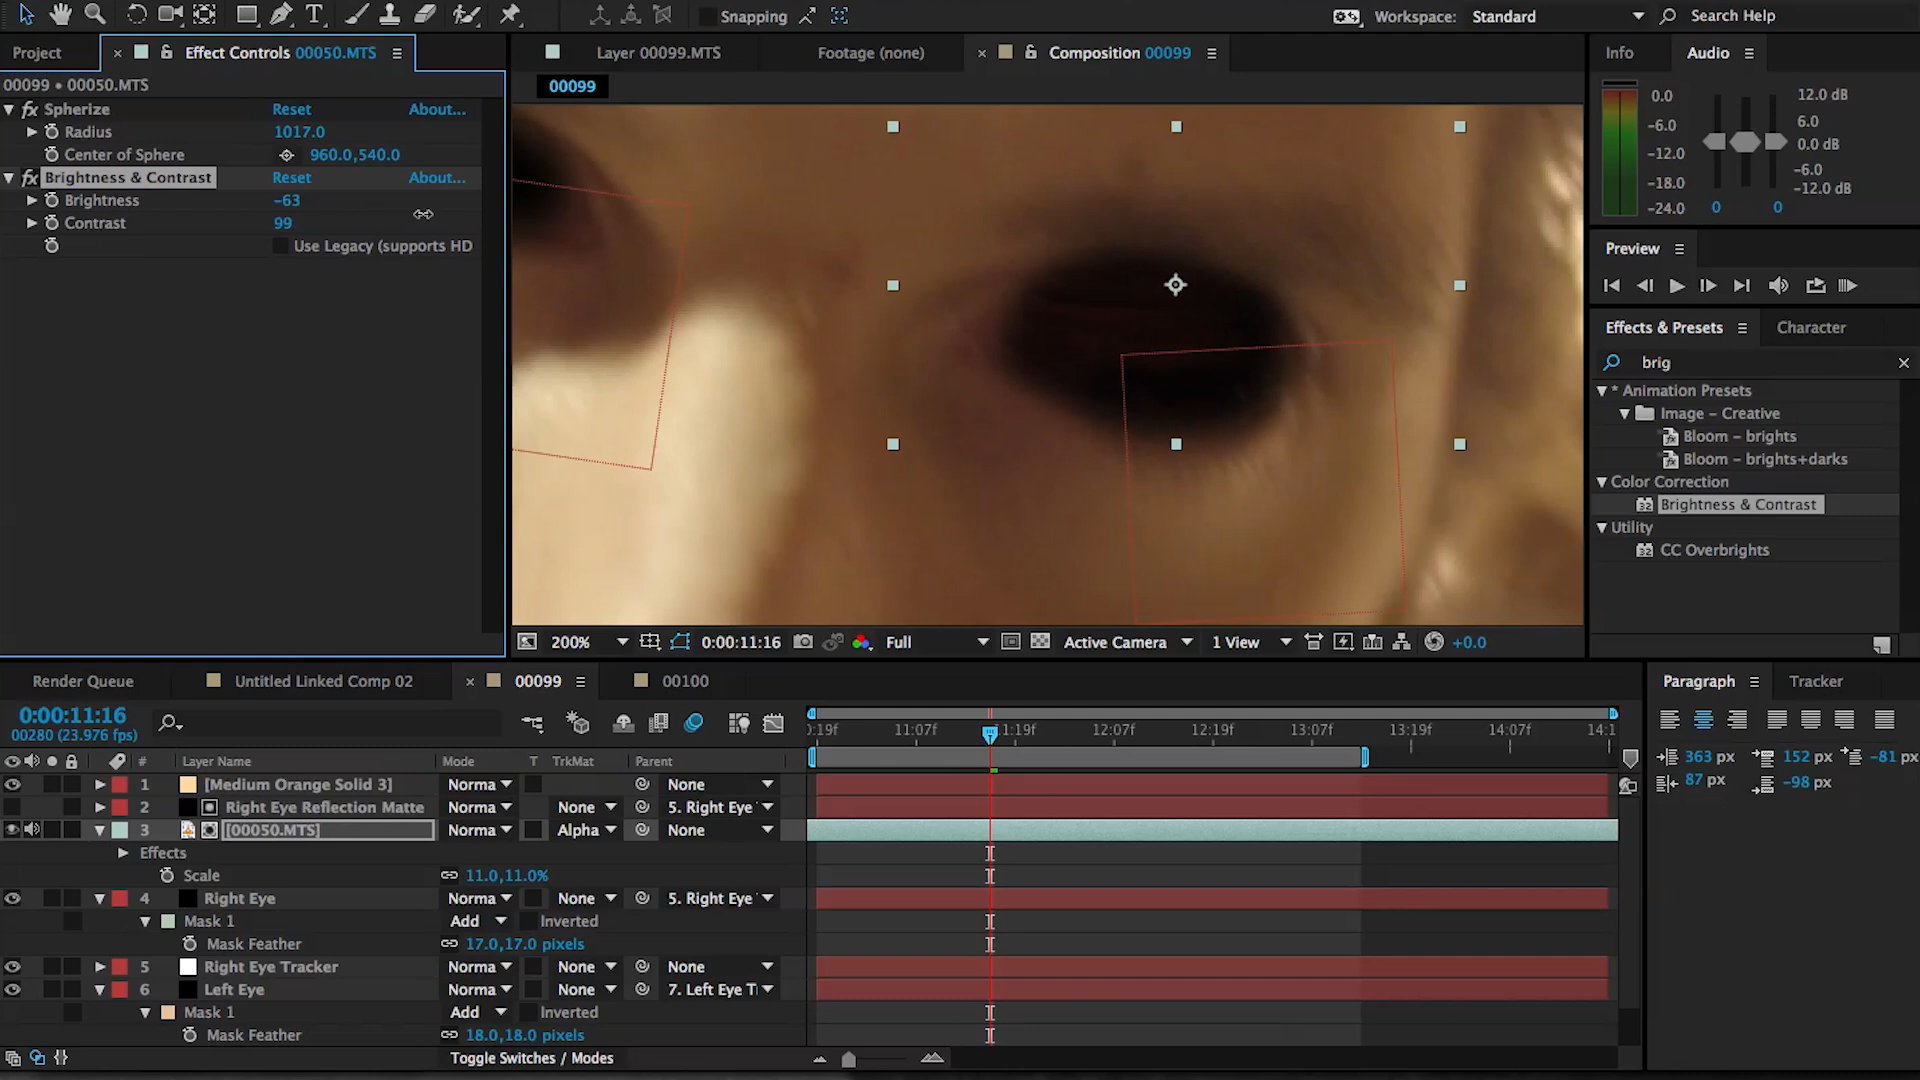 Snapping
Workspace: Standard
Search Help
Project
Effect Controls 00050.MTS
Layer 00099.MTS
Footage (none)
Composition 00099
Info
Audio
00099 • 00050.MTS
00099
fx Spherize Reset About...
Radius 1017.0
Center of Sphere 960.0,540.0
fx Brightness & Contrast Reset About...
Brightness -63
Contrast 99
Use Legacy (supports HD
0.0
-6.0
-12.0
-18.0
-24.0
12.0 dB
6.0
0.0 dB
-6.0
-12.0 dB
0 0
Preview
Effects & Presets Character
brig
* Animation Presets
Image – Creative
Bloom – brights
Bloom – brights+darks
Color Correction
32 Brightness & Contrast
Utility
32 CC Overbrights
200% 0:00:11:16 Full Active Camera 1 View +0.0
Render Queue
Untitled Linked Comp 02
00099
00100
Paragraph Tracker
0:00:11:16
00280 (23.976 fps)
):19f 11:07f 11:19f 12:07f 12:19f 13:07f 13:19f 14:07f 14:1
363 px 152 px -81 px
87 px -98 px
# Layer Name Mode T TrkMat Parent
1 [Medium Orange Solid 3] Norma None
2 Right Eye Reflection Matte Norma None 5. Right Eye
3 [00050.MTS] Norma Alpha None
Effects
Scale 11.0,11.0%
4 Right Eye Norma None 5. Right Eye
Mask 1 Add Inverted
Mask Feather 17.0,17.0 pixels
5 Right Eye Tracker Norma None None
6 Left Eye Norma None 7. Left Eye T
Mask 1 Add Inverted
Mask Feather 18.0,18.0 pixels
Toggle Switches / Modes